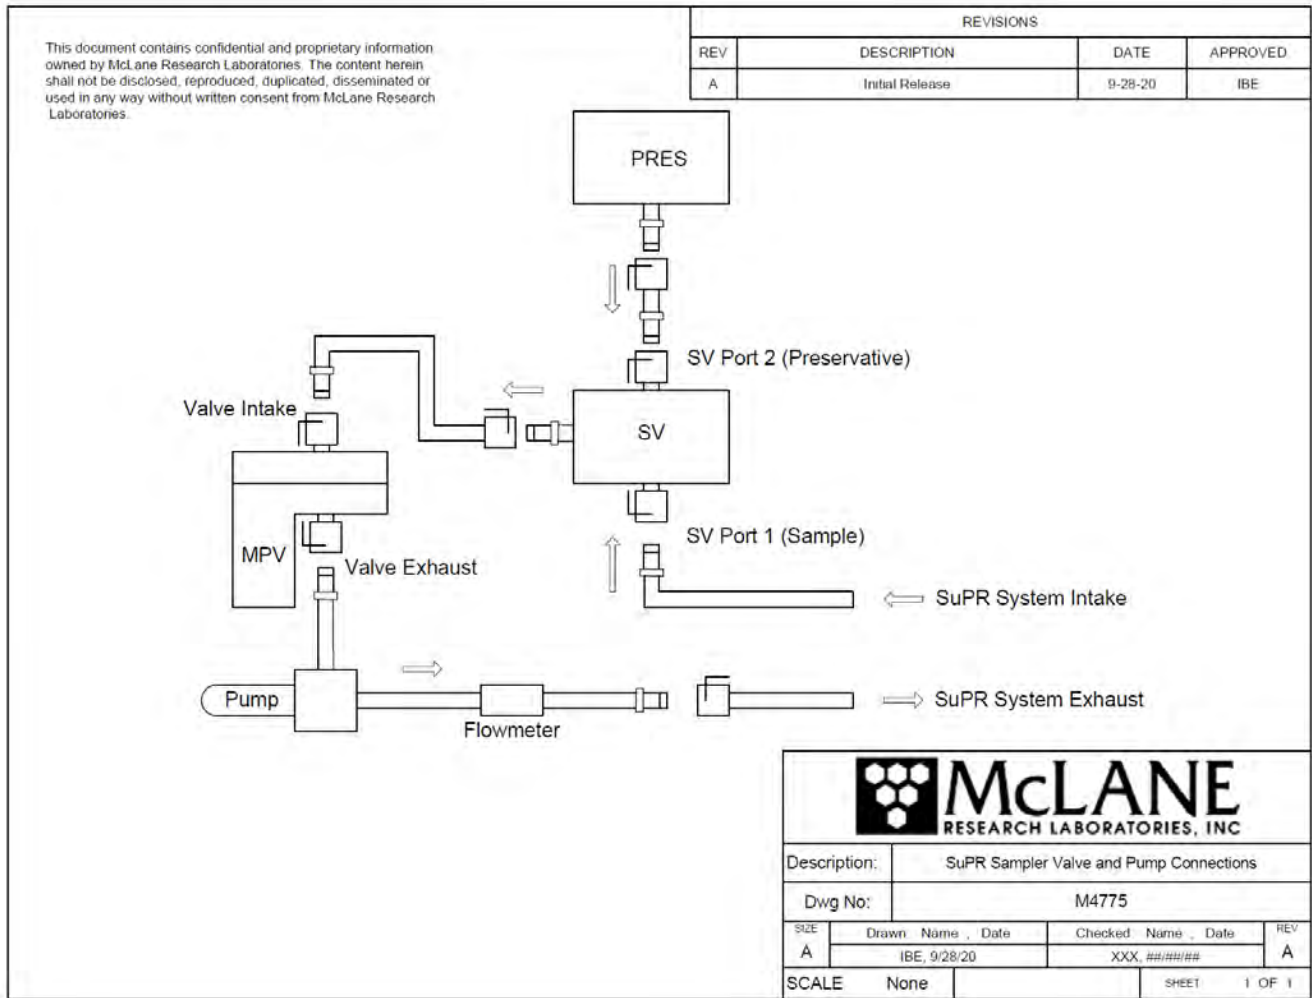 This document contains confidential and proprietary information
owned by McLane Research Laboratories. The content herein
shall not be disclosed, reproduced, duplicated, disseminated or
used in any way without written consent from McLane Research
Laboratories.
REVISIONS
REV DESCRIPTION DATE APPROVED
A Initial Release 9-28-20 IBE
PRES
SV Port 2 (Preservative)
Valve Intake
SV
SV Port 1 (Sample)
MPV
Valve Exhaust
SuPR System Intake
Pump
SuPR System Exhaust
Flowmeter
McLANE
RESEARCH LABORATORIES, INC
Description: SuPR Sampler Valve and Pump Connections
Dwg No: M4775
SIZE Drawn Name , Date Checked Name , Date REV
A IBE, 9/28/20 XXX, ##/##/## A
SCALE None SHEET 1 OF 1